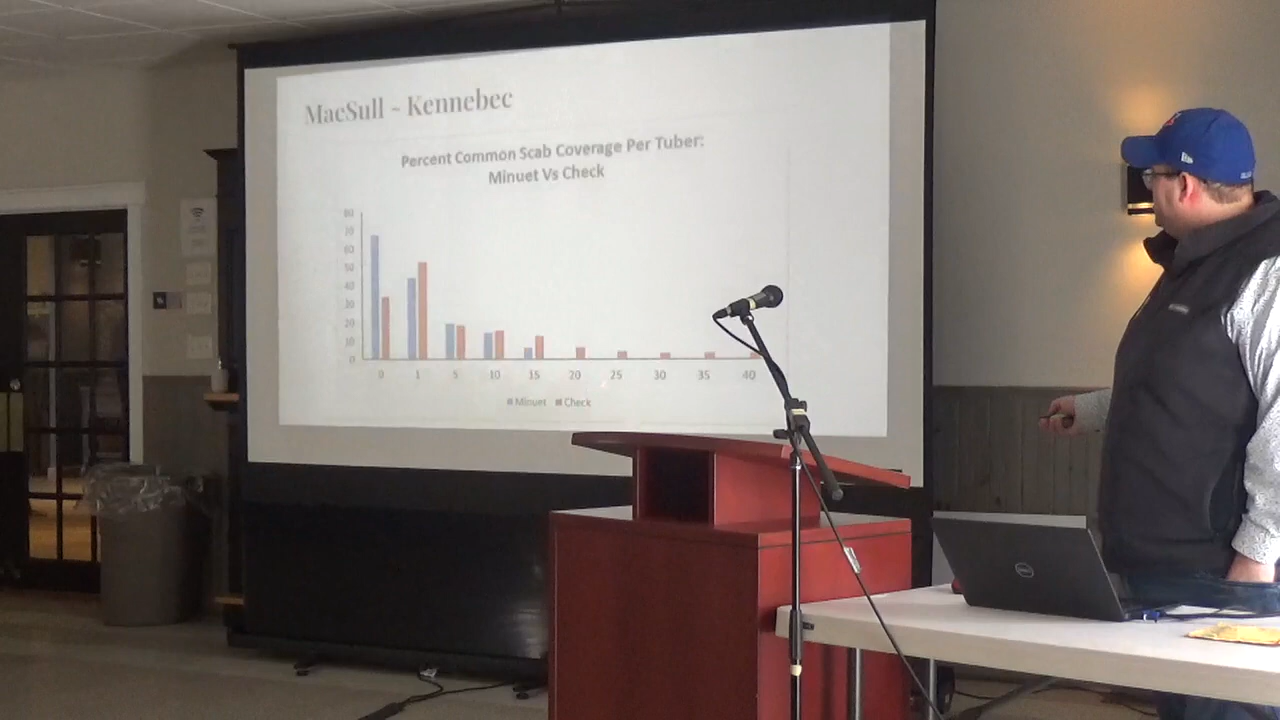 MacSull ~ Kennebec
Percent Common Scab Coverage Per Tuber:
Minuet Vs Check
80
70
60
50
40
30
20
10
0
0 1 5 10 15 20 25 30 35 40
Minuet Check
DELL